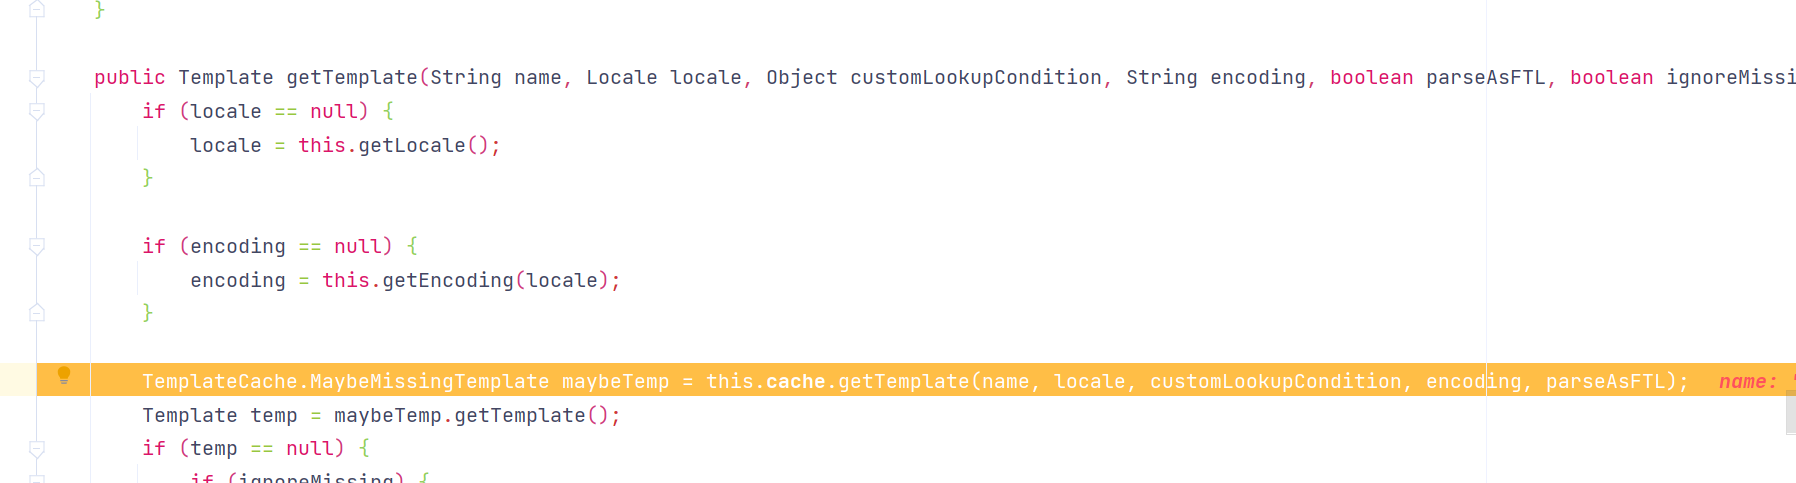 }
public Template getTemplate(String name, Locale locale, Object customLookupCondition, String encoding, boolean parseAsFTL, boolean ignoreMissi
if (locale == null) {
locale = this.getLocale();
}
if (encoding == null) {
encoding = this.getEncoding(locale);
}
TemplateCache.MaybeMissingTemplate maybeTemp = this.cache.getTemplate(name, locale, customLookupCondition, encoding, parseAsFTL); name:
Template temp = maybeTemp.getTemplate();
if (temp == null) {
if (ignoreMissing) {